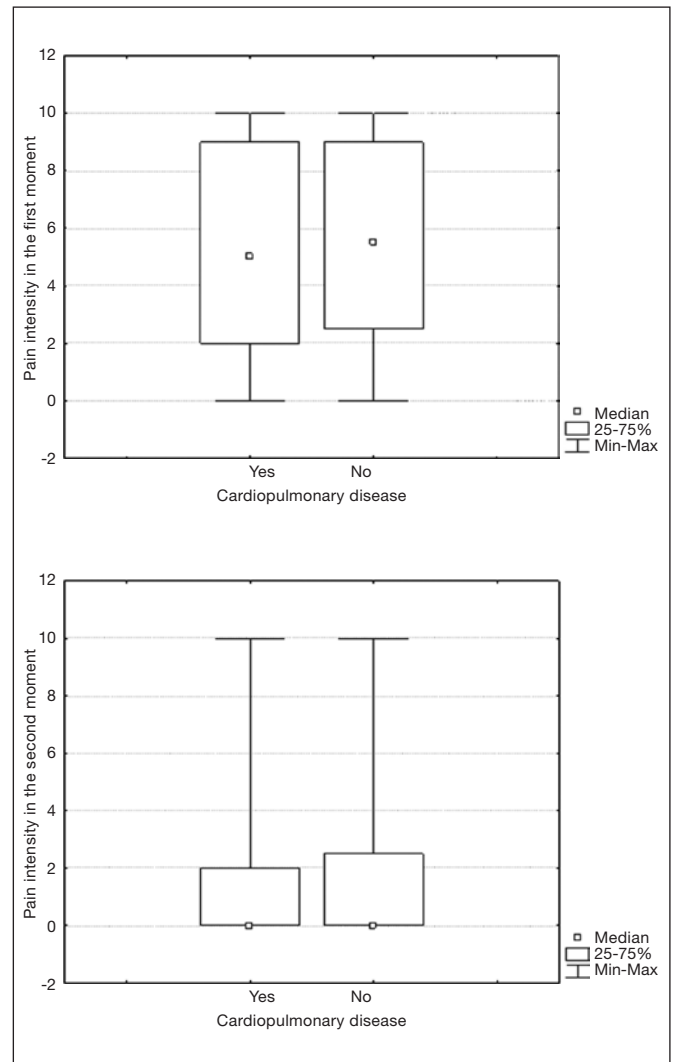 12
10
8
6
4
2
0
-2
Pain intensity in the first moment
Yes No
Cardiopulmonary disease
Median
25-75%
Min-Max
12
10
8
6
4
2
0
-2
Pain intensity in the second moment
Yes No
Cardiopulmonary disease
Median
25-75%
Min-Max